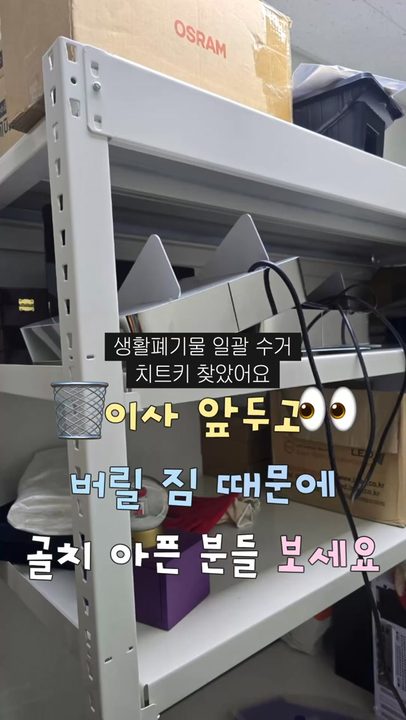 OSRAM
생활폐기물 일괄 수거
치트키 찾았어요
이사 앞두고
버릴 짐 때문에
골치 아픈 분들 보세요
LED